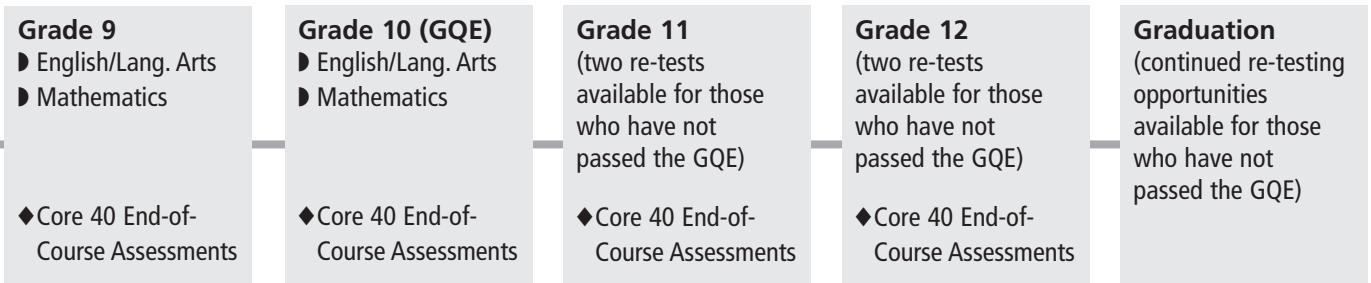 Grade 9
◗ English/Lang. Arts
◗ Mathematics
◆Core 40 End-of-
Course Assessments
Grade 10 (GQE)
◗ English/Lang. Arts
◗ Mathematics
◆Core 40 End-of-
Course Assessments
Grade 11
(two re-tests
available for those
who have not
passed the GQE)
◆Core 40 End-of-
Course Assessments
Grade 12
(two re-tests
available for those
who have not
passed the GQE)
◆Core 40 End-of-
Course Assessments
Graduation
(continued re-testing
opportunities
available for those
who have not
passed the GQE)